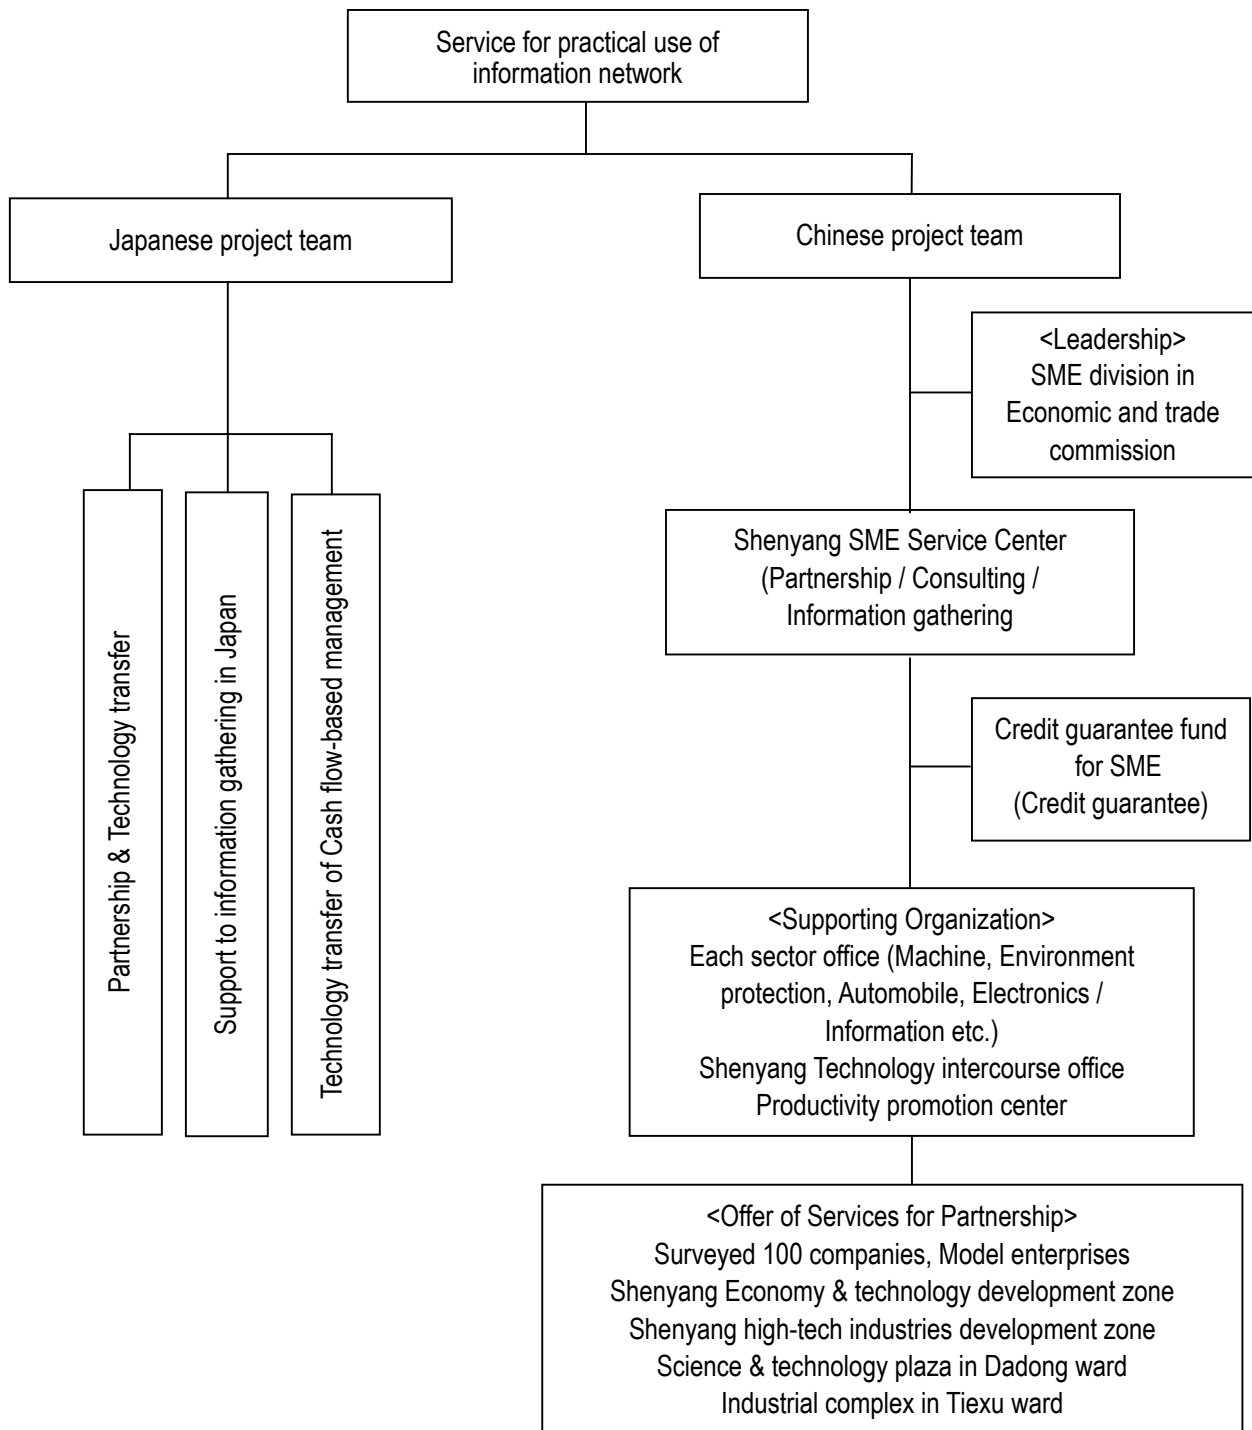 Service for practical use of
information network
Japanese project team
Chinese project team
<Leadership>
SME division in
Economic and trade
commission
Partnership & Technology transfer
Support to information gathering in Japan
Technology transfer of Cash flow-based management
Shenyang SME Service Center
(Partnership / Consulting /
Information gathering
Credit guarantee fund
for SME
(Credit guarantee)
<Supporting Organization>
Each sector office (Machine, Environment
protection, Automobile, Electronics /
Information etc.)
Shenyang Technology intercourse office
Productivity promotion center
<Offer of Services for Partnership>
Surveyed 100 companies, Model enterprises
Shenyang Economy & technology development zone
Shenyang high-tech industries development zone
Science & technology plaza in Dadong ward
Industrial complex in Tiexu ward